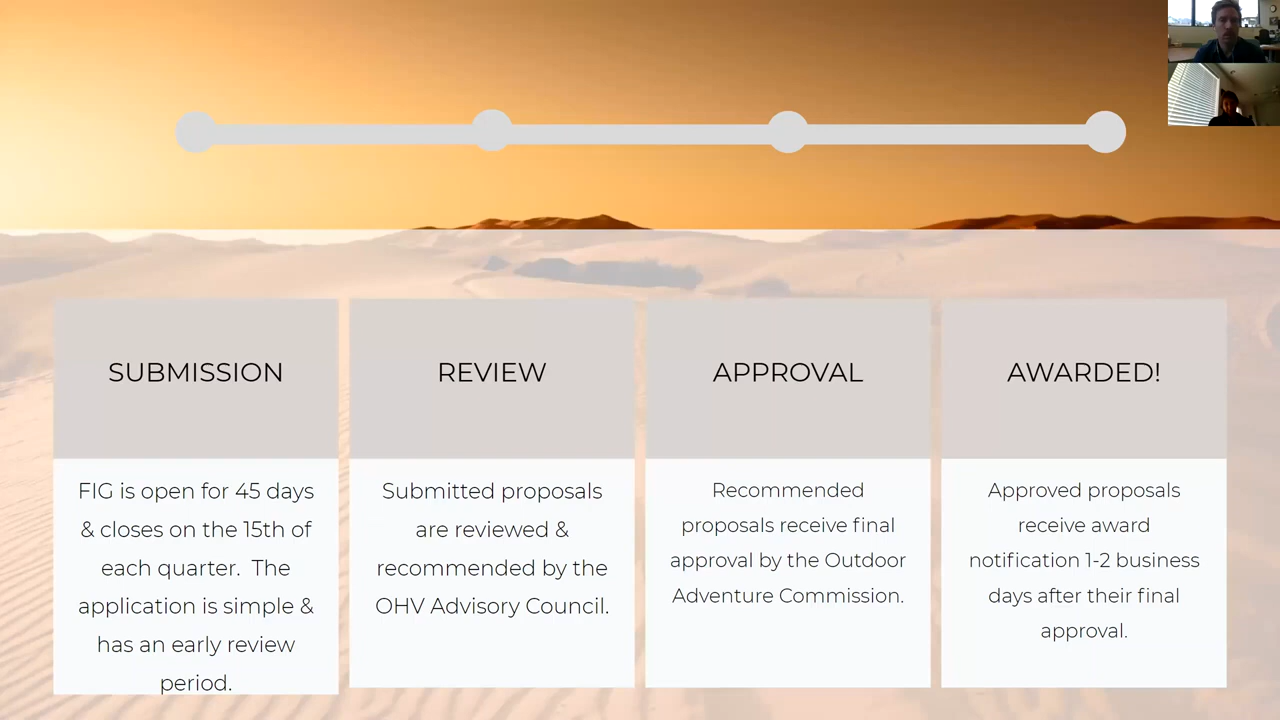 SUBMISSION
FIG is open for 45 days
& closes on the 15th of
each quarter. The
application is simple &
has an early review
period.
REVIEW
Submitted proposals
are reviewed &
recommended by the
OHV Advisory Council.
APPROVAL
Recommended
proposals receive final
approval by the Outdoor
Adventure Commission.
AWARDED!
Approved proposals
receive award
notification 1-2 business
days after their final
approval.